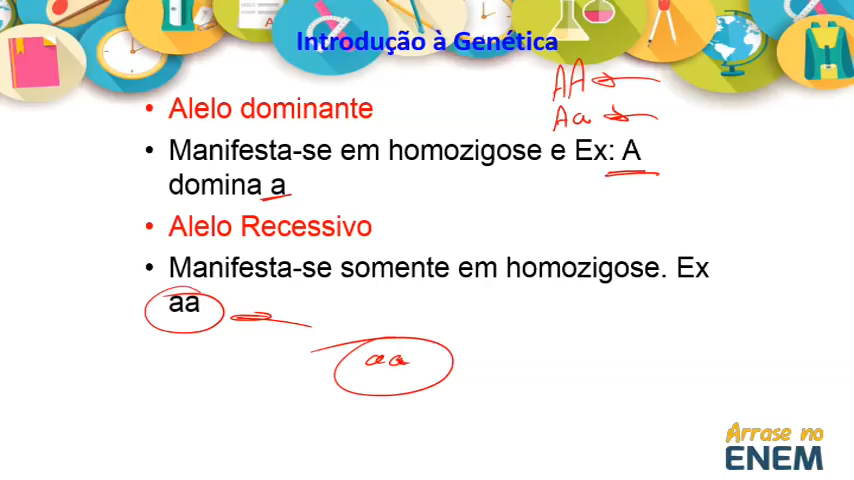 Introdução à Genética
AA
• Alelo dominante
Aa
• Manifesta-se em homozigose e Ex: A
domina a
• Alelo Recessivo
• Manifesta-se somente em homozigose. Ex
aa
aa
Arrase no
ENEM